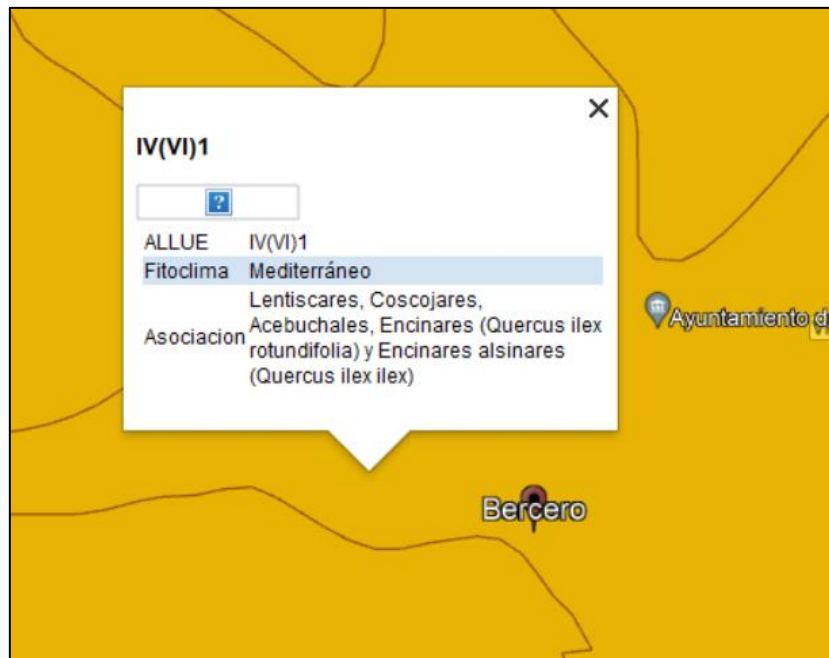 IV(VI)1
ALLUE IV(VI)1
Fitoclima Mediterráneo
Asociacion Lentiscares, Coscojares,
Acebuchales, Encinares (Quercus ilex
rotundifolia) y Encinares alsinares
(Quercus ilex ilex)
Ayuntamiento d
Bercero